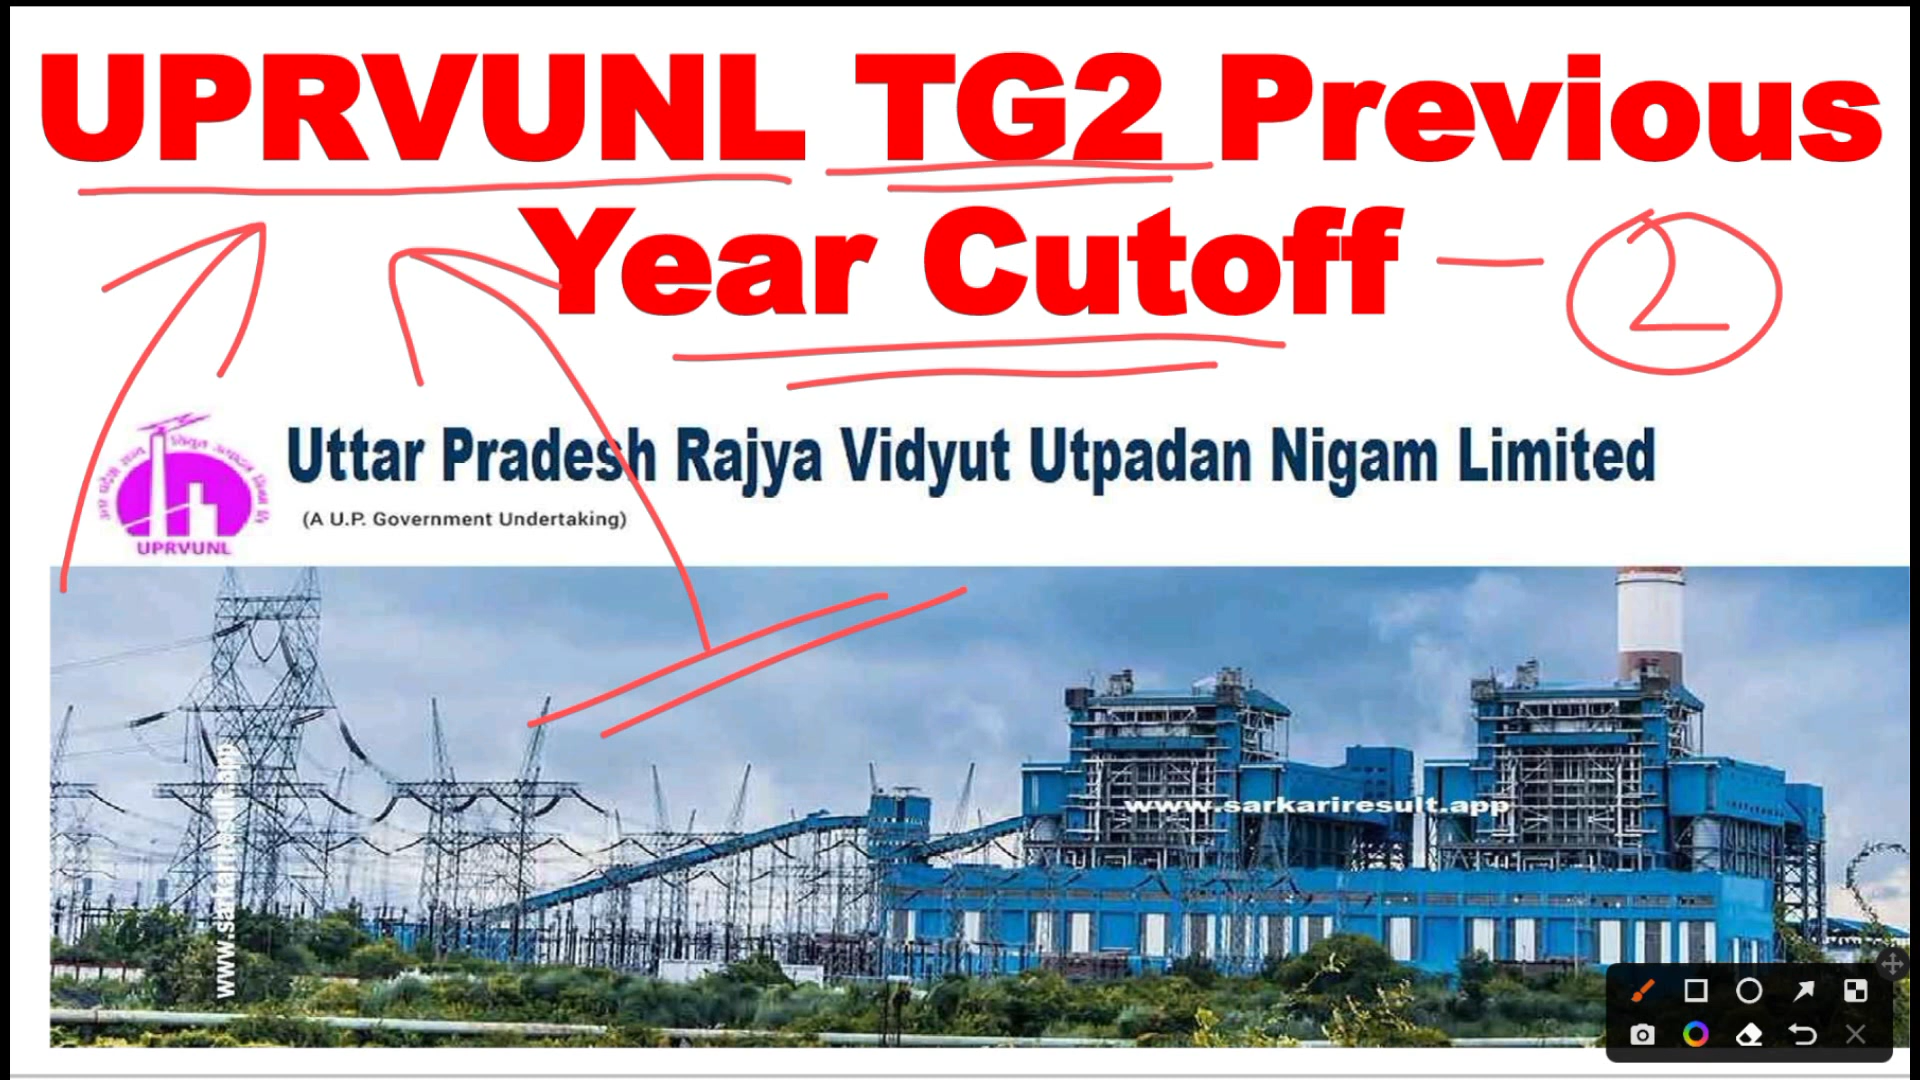 UPRVUNL TG2 Previous
Year Cutoff — 2
Uttar Pradesh Rajya Vidyut Utpadan Nigam Limited
(A U.P. Government Undertaking)
UPRVUNL
www.sarkariresult.app
www.sarkariresult.app